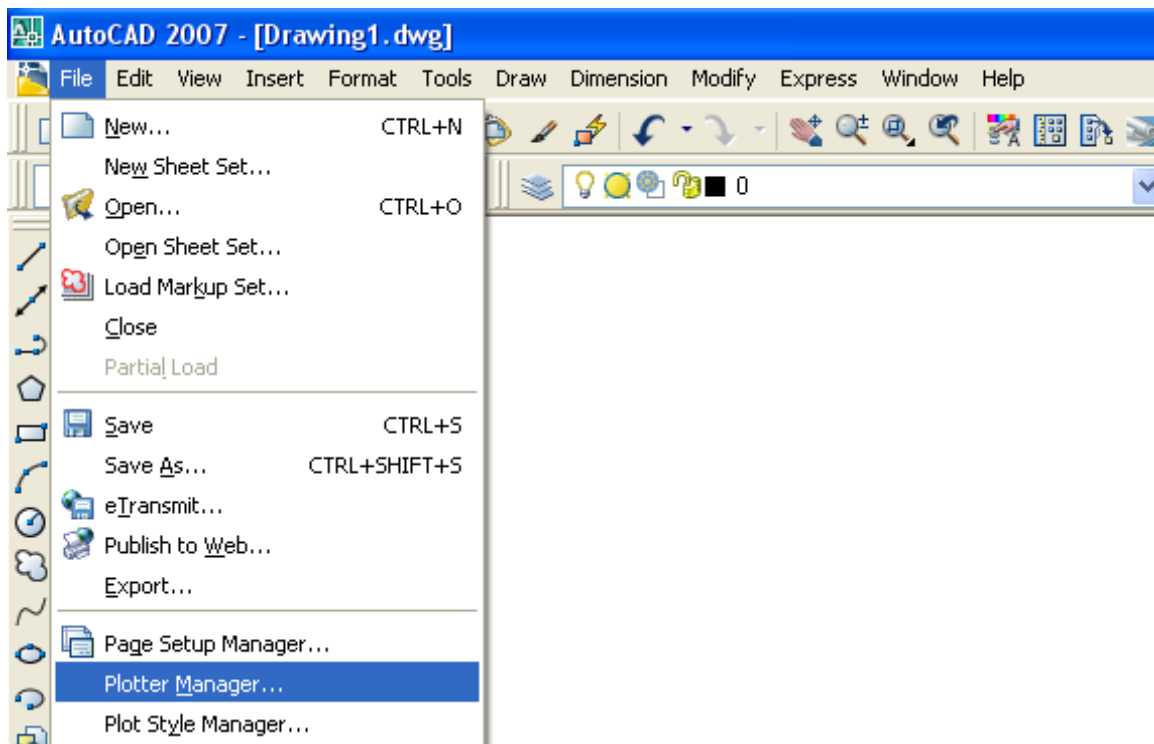 AutoCAD 2007 - [Drawing1.dwg]
File Edit View Insert Format Tools Draw Dimension Modify Express Window Help
New... CTRL+N
New Sheet Set...
0
Open... CTRL+O
Open Sheet Set...
Load Markup Set...
Close
Partial Load
Save CTRL+S
Save As... CTRL+SHIFT+S
eTransmit...
Publish to Web...
Export...
Page Setup Manager...
Plotter Manager...
Plot Style Manager...